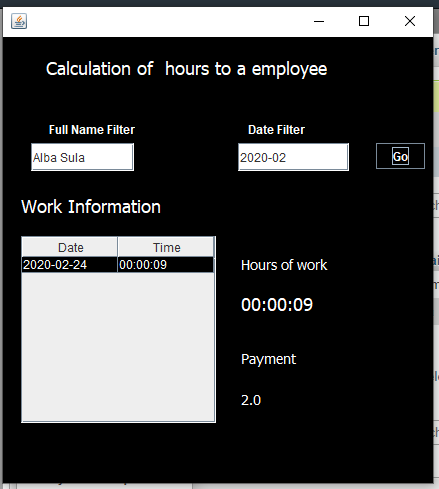 Calculation of  hours to a employee
Full Name Filter
Date Filter
Alba Sula
2020-02
Go
Work Information
Date
Time
2020-02-24
00:00:09
Hours of work
00:00:09
Payment
2.0